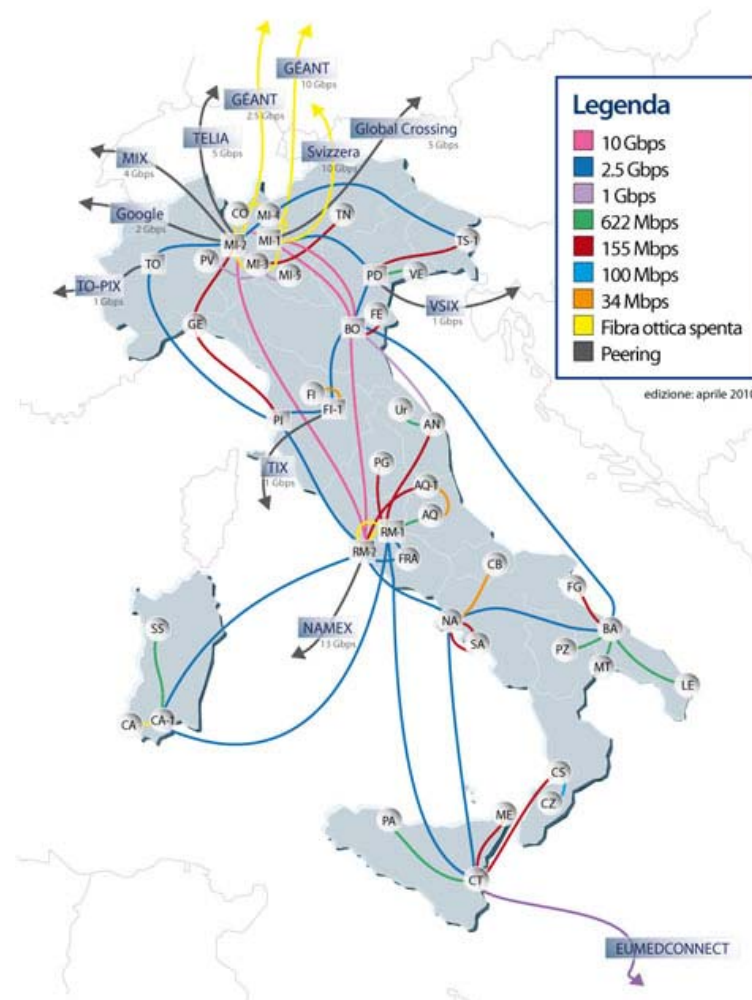 GÉANT
10 Gbps
GÉANT
2.5 Gbps
TELIA
5 Gbps
Global Crossing
5 Gbps
MIX
4 Gbps
Svizzera
10 Gbps
Google
2 Gbps
TO-PIX
1 Gbps
CO
MI-4
TN
MI-2
MI-1
TS-1
TO
PV
MI-3
MI-5
PD
VE
VSIX
1 Gbps
GE
BO
FE
FI
FI-1
PI
Ur
AN
TIX
1 Gbps
PG
AQ-1
AQ
RM-1
RM-2
FRA
CB
FG
NAMEX
NA
SA
BA
PZ
MT
LE
SS
CA
CA-1
CS
CZ
PA
ME
CT
EUMEDCONNECT
Legenda
10 Gbps
2.5 Gbps
1 Gbps
622 Mbps
155 Mbps
100 Mbps
34 Mbps
Fibra ottica spenta
Peering
edizione: aprile 2010